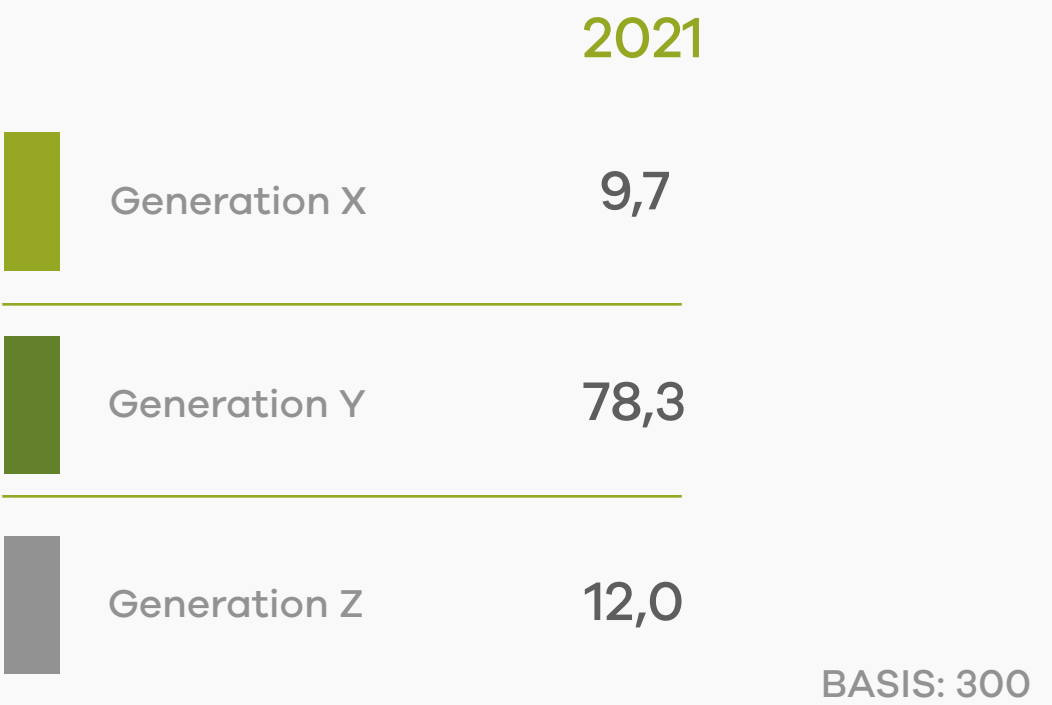 2021
Generation X 9,7
Generation Y 78,3
Generation Z 12,0
BASIS: 300